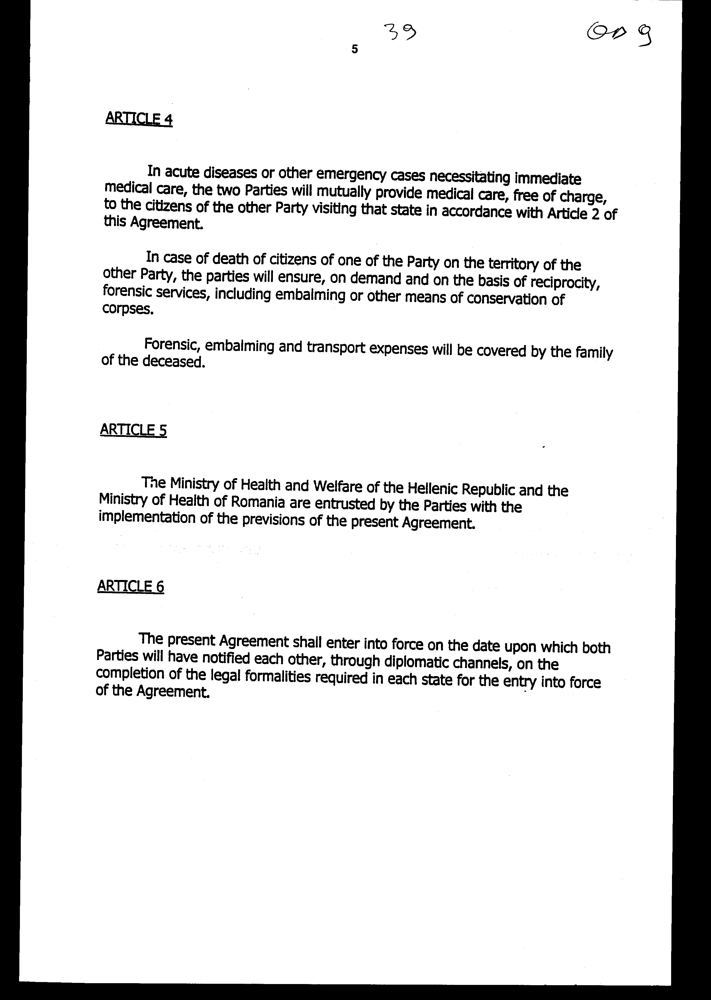 39
5
ARTICLE 4
In acute diseases or other emergency cases necessitating immediate
medical care, the two Parties will mutually provide medical care, free of charge,
to the citizens of the other Party visiting that state in accordance with Article 2 of
this Agreement.
In case of death of citizens of one of the Party on the territory of the
other Party, the parties will ensure, on demand and on the basis of reciprocity,
forensic services, including embalming or other means of conservation of
corpses.
Forensic, embalming and transport expenses will be covered by the family
of the deceased.
ARTICLE 5
The Ministry of Health and Welfare of the Hellenic Republic and the
Ministry of Health of Romania are entrusted by the Parties with the
implementation of the previsions of the present Agreement.
ARTICLE 6
The present Agreement shall enter into force on the date upon which both
Parties will have notified each other, through diplomatic channels, on the
completion of the legal formalities required in each state for the entry into force
of the Agreement.